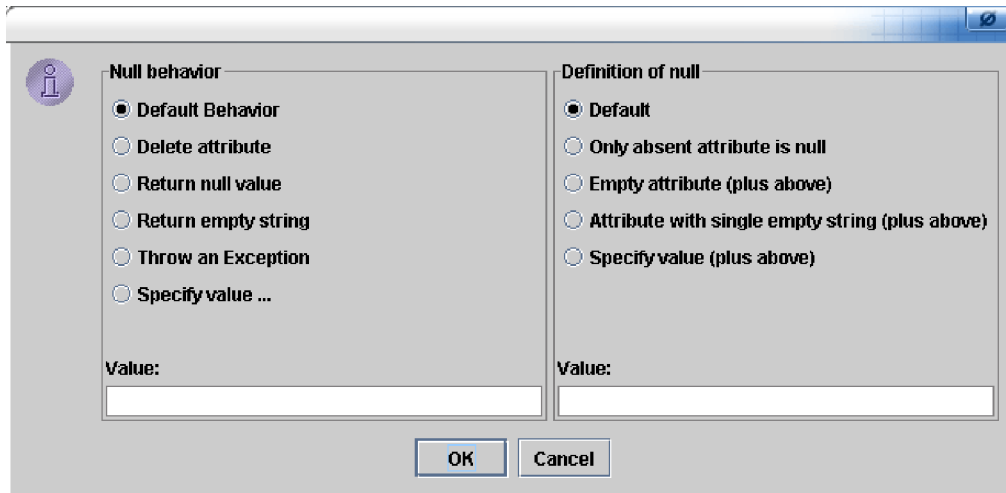 Null behavior
Default Behavior
Delete attribute
Return null value
Return empty string
Throw an Exception
Specify value ...
Value:
Definition of null
Default
Only absent attribute is null
Empty attribute (plus above)
Attribute with single empty string (plus above)
Specify value (plus above)
Value:
OK
Cancel